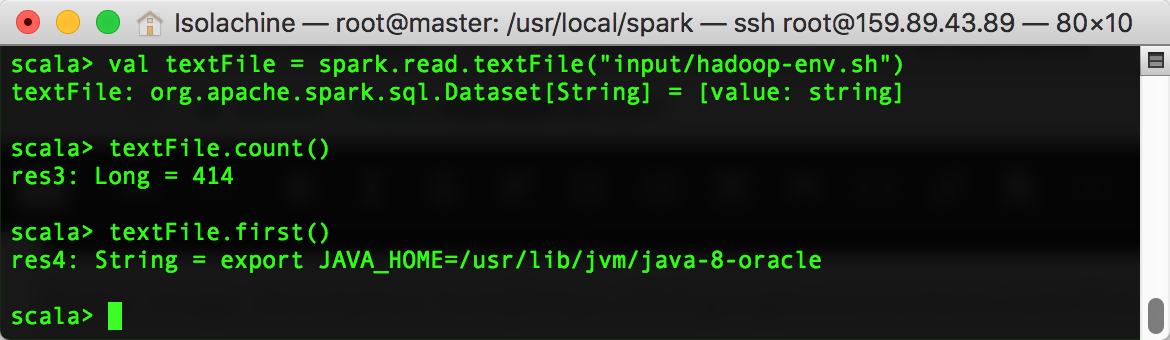 Isolachine — root@master: /usr/local/spark — ssh root@159.89.43.89 — 80×10
scala> val textFile = spark.read.textFile("input/hadoop-env.sh")
textFile: org.apache.spark.sql.Dataset[String] = [value: string]
scala> textFile.count()
res3: Long = 414
scala> textFile.first()
res4: String = export JAVA_HOME=/usr/lib/jvm/java-8-oracle
scala>